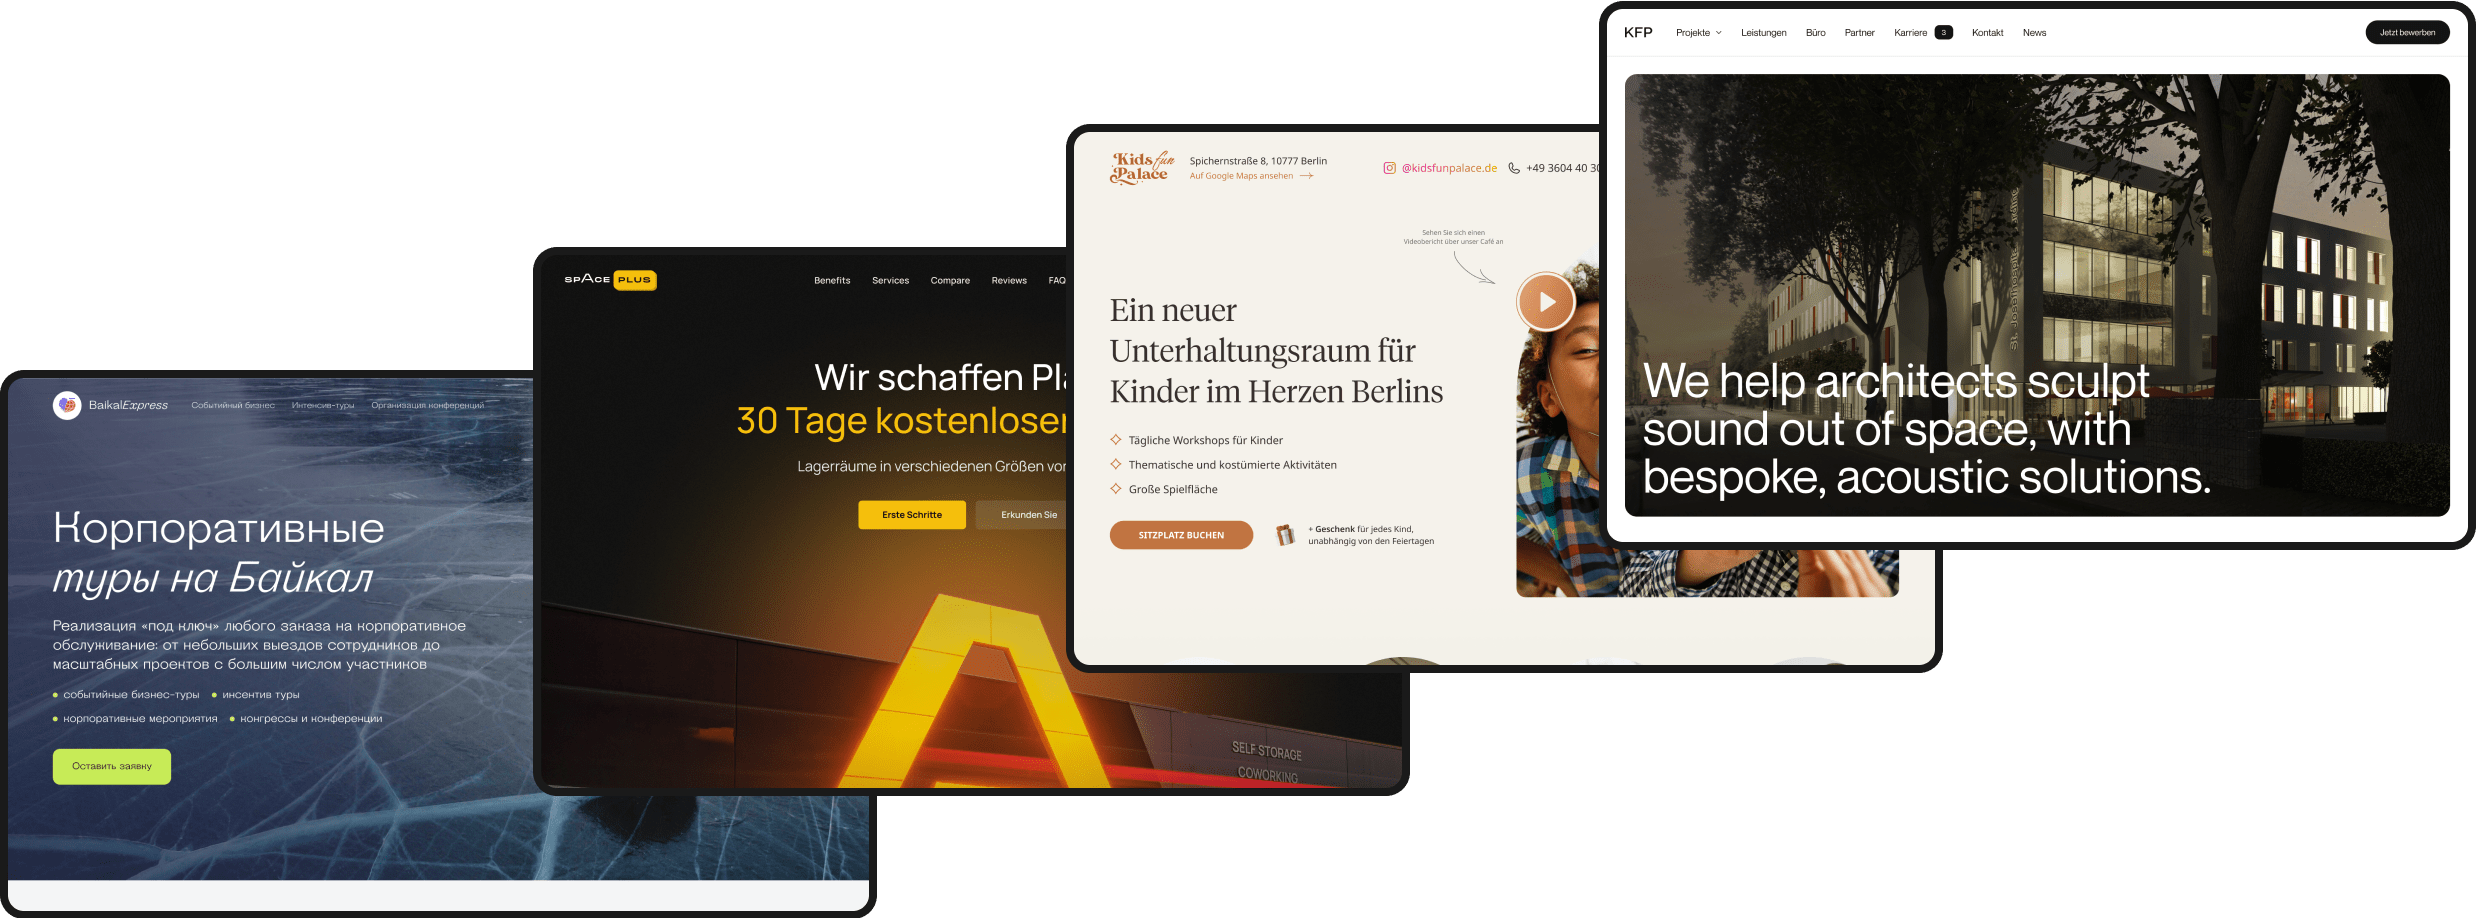 BaikalExpress
Событийный бизнес
Интенсив-туры
Организация конференций
Корпоративные
туры на Байкал
Реализация «под ключ» любого заказа на корпоративное
обслуживание: от небольших выездов сотрудников до
масштабных проектов с большим числом участников
событийные бизнес-туры
инсентив туры
корпоративные мероприятия
конгрессы и конференции
Оставить заявку
SPACE PLUS
Benefits
Services
Compare
Reviews
FAQ
Wir schaffen
30 Tage kostenloser
Lagerräume in verschiedenen Größen
Erste Schritte
Erkunden Sie
SELF STORAGE
COWORKING
Kids fun
Palace
Spichernstraße 8, 10777 Berlin
Auf Google Maps ansehen
@kidsfunpalace.de
+49 3604 40 30
Sehen Sie sich einen
Videobericht über unser Café an
Ein neuer
Unterhaltungsraum für
Kinder im Herzen Berlins
Tägliche Workshops für Kinder
Thematische und kostümierte Aktivitäten
Große Spielfläche
SITZPLATZ BUCHEN
+ Geschenk für jedes Kind,
unabhängig von den Feiertagen
KFP
Projekte
Leistungen
Büro
Partner
Karriere 3
Kontakt
News
Jetzt bewerben
We help architects sculpt
sound out of space, with
bespoke, acoustic solutions.